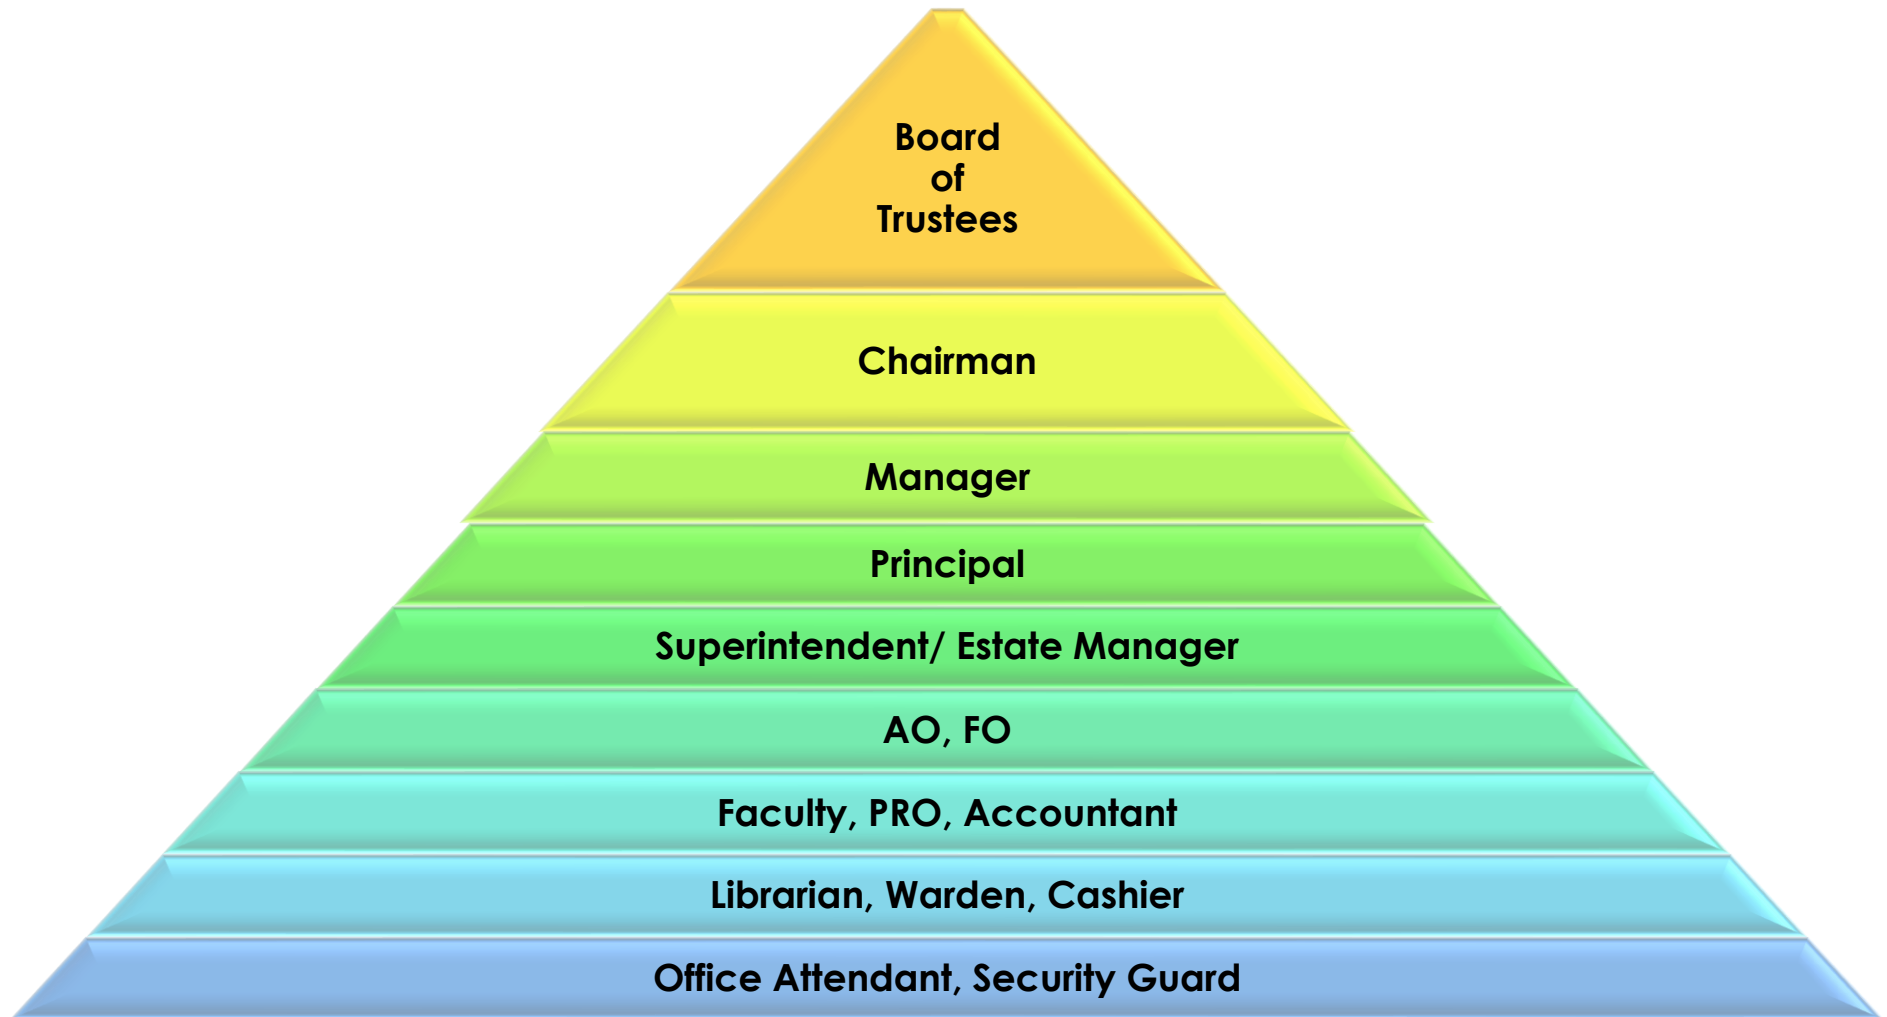 Board
of
Trustees
Chairman
Manager
Principal
Superintendent/ Estate Manager
AO, FO
Faculty, PRO, Accountant
Librarian, Warden, Cashier
Office Attendant, Security Guard